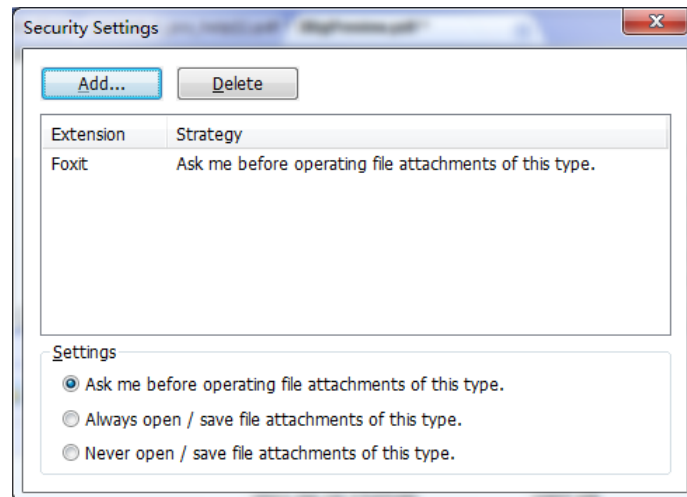 Security Settings
Add...
Delete
Extension Strategy
Foxit Ask me before operating file attachments of this type.
Settings
Ask me before operating file attachments of this type.
Always open / save file attachments of this type.
Never open / save file attachments of this type.